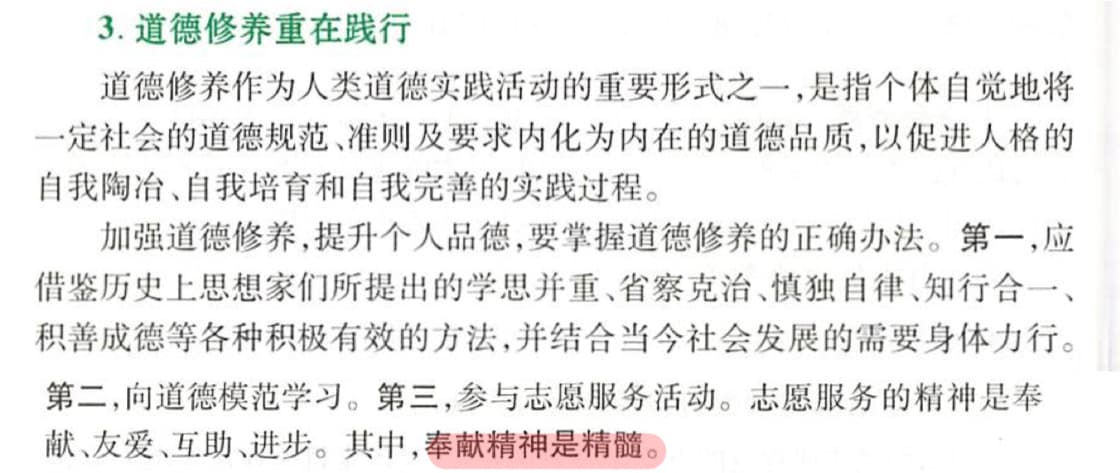 3. 道德修养重在践行
道德修养作为人类道德实践活动的重要形式之一,是指个体自觉地将
一定社会的道德规范、准则及要求内化为内在的道德品质,以促进人格的
自我陶冶、自我培育和自我完善的实践过程。
加强道德修养,提升个人品德,要掌握道德修养的正确办法。第一,应
借鉴历史上思想家们所提出的学思并重、省察克治、慎独自律、知行合一、
积善成德等各种积极有效的方法,并结合当今社会发展的需要身体力行。
第二,向道德模范学习。第三,参与志愿服务活动。志愿服务的精神是奉
献、友爱、互助、进步。其中,奉献精神是精髓。